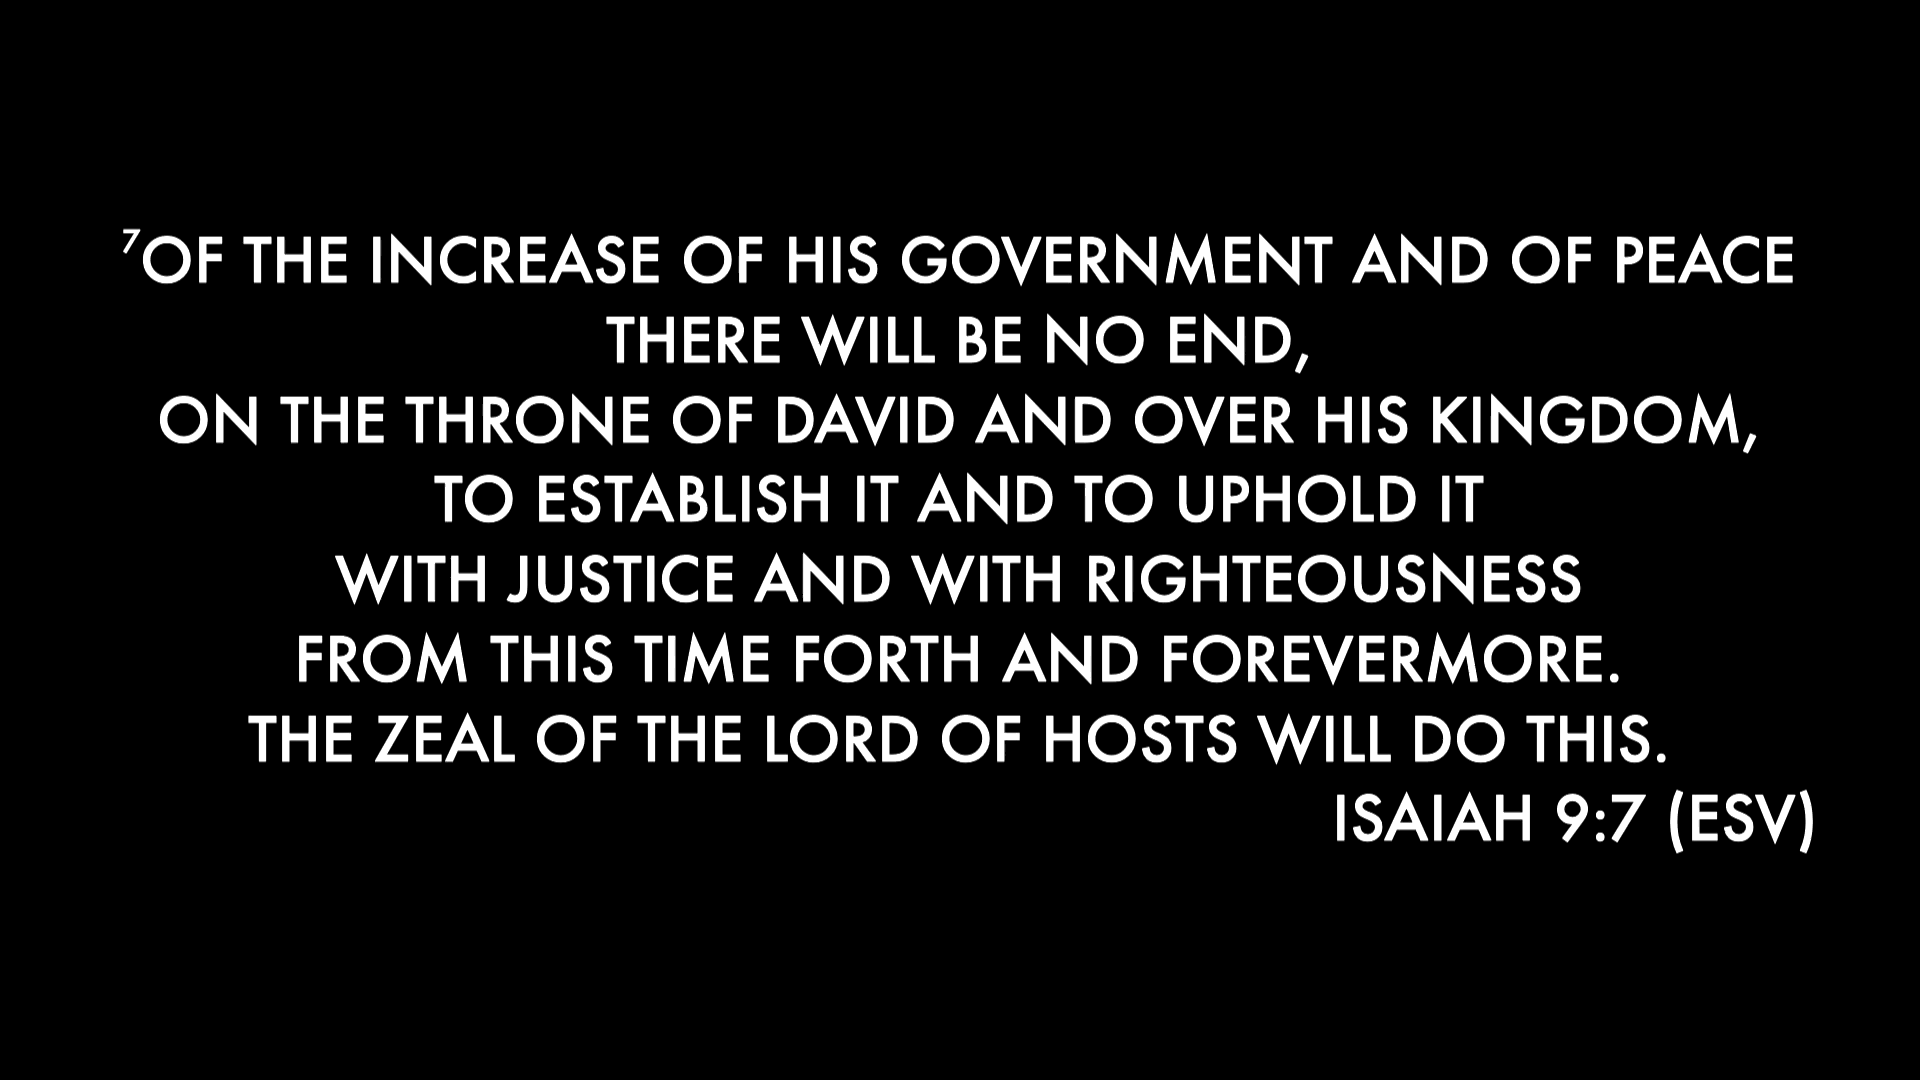 ⁷OF THE INCREASE OF HIS GOVERNMENT AND OF PEACE
THERE WILL BE NO END,
ON THE THRONE OF DAVID AND OVER HIS KINGDOM,
TO ESTABLISH IT AND TO UPHOLD IT
WITH JUSTICE AND WITH RIGHTEOUSNESS
FROM THIS TIME FORTH AND FOREVERMORE.
THE ZEAL OF THE LORD OF HOSTS WILL DO THIS.
ISAIAH 9:7 (ESV)